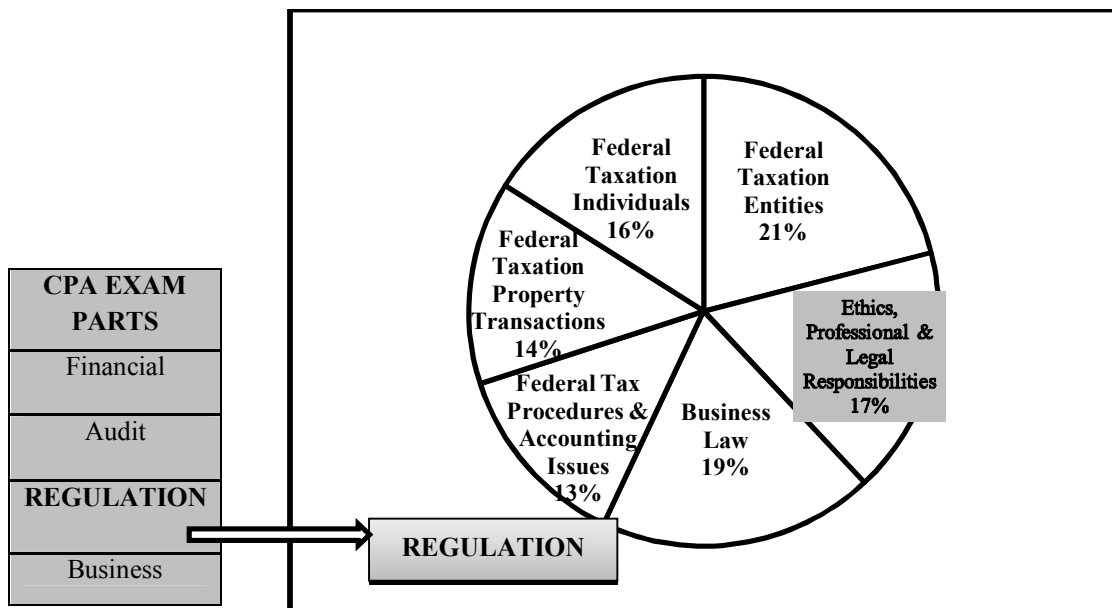 CPA EXAM
PARTS
Financial
Audit
REGULATION
Business
REGULATION
Federal
Taxation
Entities
21%
Ethics,
Professional &
Legal
Responsibilities
17%
Business
Law
19%
Federal Tax
Procedures &
Accounting
Issues
13%
Federal
Taxation
Property
Transactions
14%
Federal
Taxation
Individuals
16%